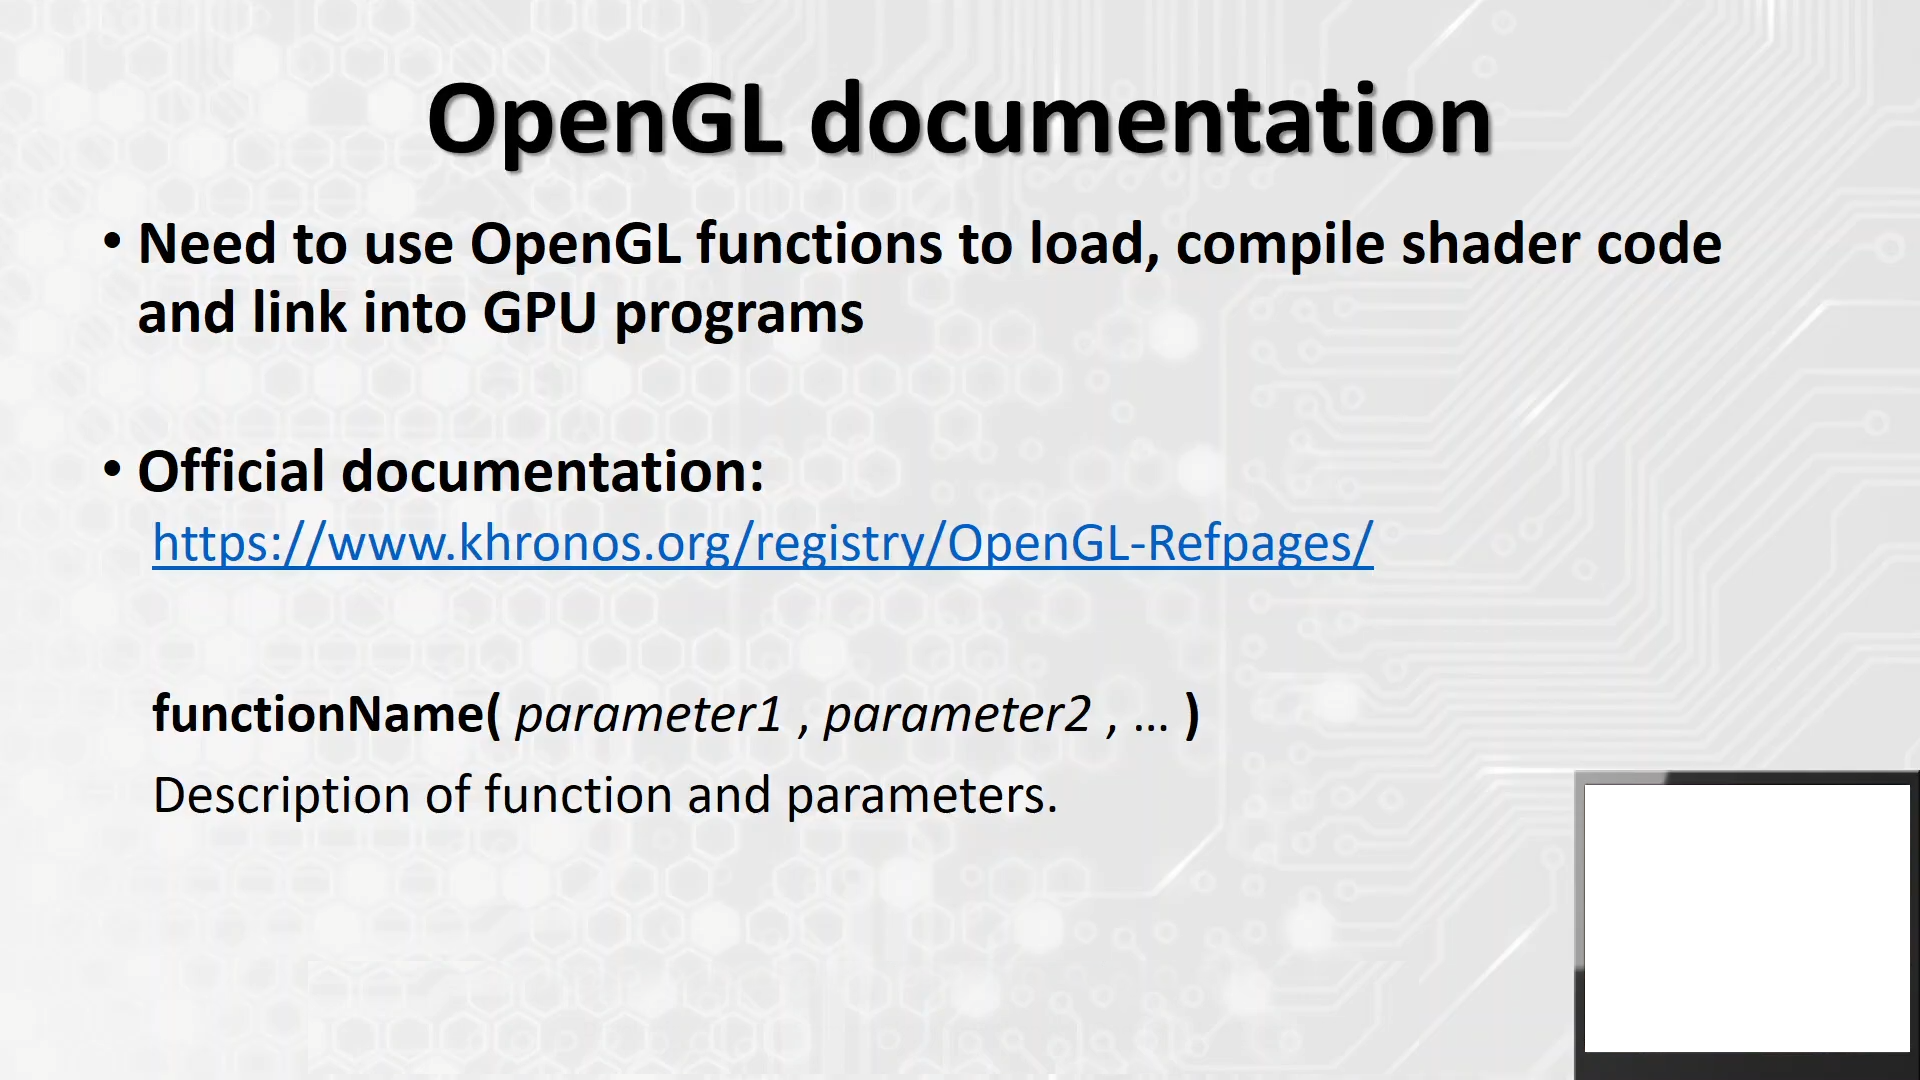 OpenGL documentation
• Need to use OpenGL functions to load, compile shader code
and link into GPU programs
• Official documentation:
https://www.khronos.org/registry/OpenGL-Refpages/
functionName( parameter1 , parameter2 , … )
Description of function and parameters.